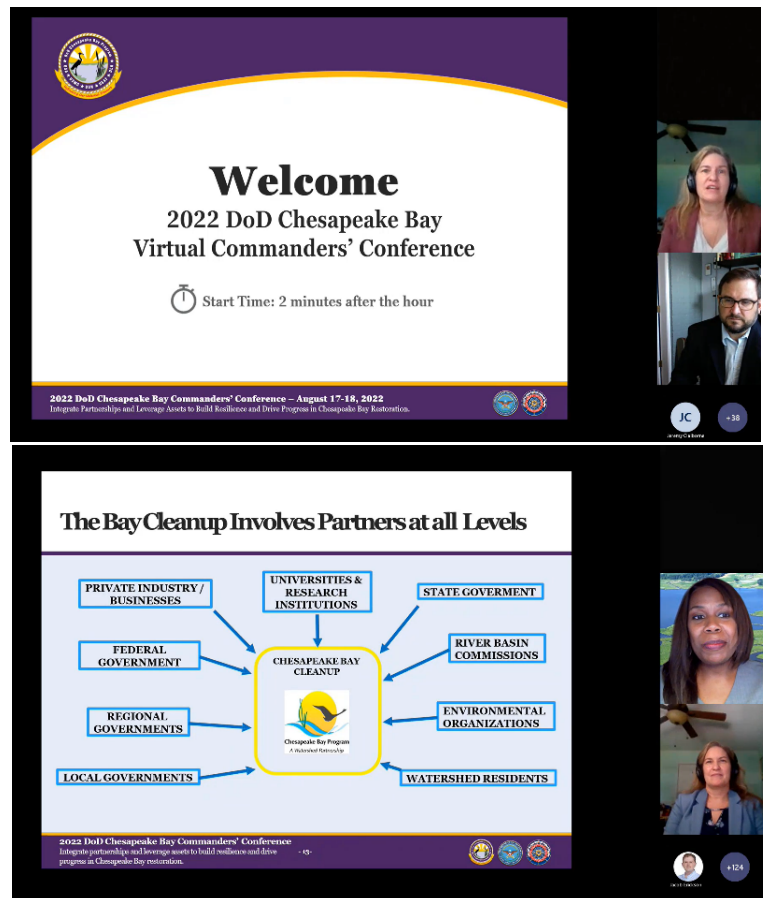 Welcome
2022 DoD Chesapeake Bay
Virtual Commanders’ Conference
Start Time: 2 minutes after the hour
2022 DoD Chesapeake Bay Commanders’ Conference – August 17-18, 2022
Integrate Partnerships and Leverage Assets to Build Resilience and Drive Progress in Chesapeake Bay Restoration.
JC
+38
The Bay Cleanup Involves Partners at all Levels
PRIVATE INDUSTRY /
BUSINESSES
UNIVERSITIES &
RESEARCH
INSTITUTIONS
STATE GOVERMENT
FEDERAL
GOVERNMENT
CHESAPEAKE BAY
CLEANUP
RIVER BASIN
COMMISSIONS
REGIONAL
GOVERNMENTS
Chesapeake Bay Program
A Watershed Partnership
ENVIRONMENTAL
ORGANIZATIONS
LOCAL GOVERNMENTS
WATERSHED RESIDENTS
2022 DoD Chesapeake Bay Commanders’ Conference
Integrate partnerships and leverage assets to build resilience and drive
progress in Chesapeake Bay restoration.
+124